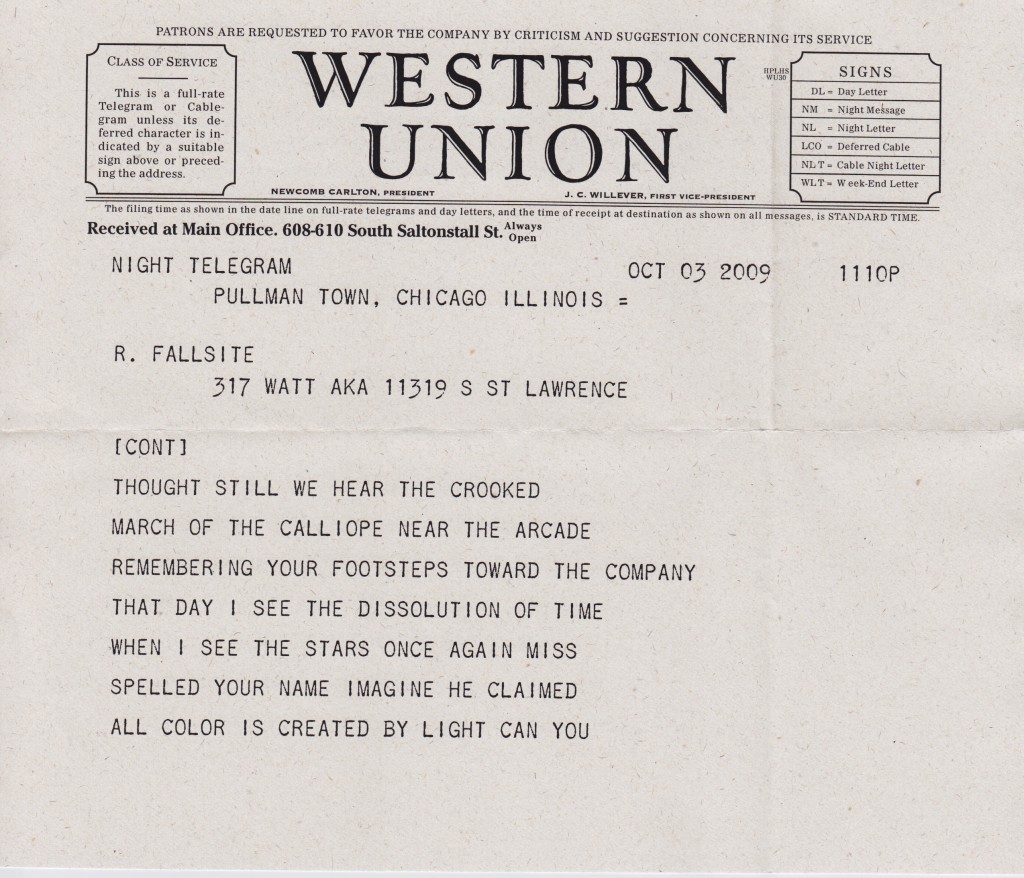 PATRONS ARE REQUESTED TO FAVOR THE COMPANY BY CRITICISM AND SUGGESTION CONCERNING ITS SERVICE
CLASS OF SERVICE
This is a full-rate
Telegram or Cable-
gram unless its de-
ferred character is in-
dicated by a suitable
sign above or preced-
ing the address.
WESTERN
UNION
HPLHS
WU30
NEWCOMB CARLTON, PRESIDENT
J. C. WILLEVER, FIRST VICE-PRESIDENT
SIGNS
DL = Day Letter
NM = Night Message
NL = Night Letter
LCO = Deferred Cable
NLT = Cable Night Letter
WLT = Week-End Letter
The filing time as shown in the date line on full-rate telegrams and day letters, and the time of receipt at destination as shown on all messages, is STANDARD TIME.
Received at Main Office. 608-610 South Saltonstall St. Always Open
NIGHT TELEGRAM OCT 03 2009 1110P
PULLMAN TOWN, CHICAGO ILLINOIS =
R. FALLSITE
317 WATT AKA 11319 S ST LAWRENCE
[CONT]
THOUGHT STILL WE HEAR THE CROOKED
MARCH OF THE CALLIOPE NEAR THE ARCADE
REMEMBERING YOUR FOOTSTEPS TOWARD THE COMPANY
THAT DAY I SEE THE DISSOLUTION OF TIME
WHEN I SEE THE STARS ONCE AGAIN MISS
SPELLED YOUR NAME IMAGINE HE CLAIMED
ALL COLOR IS CREATED BY LIGHT CAN YOU